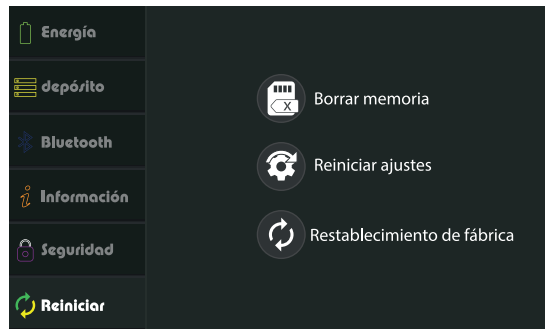 Energía
depósito
Bluetooth
Información
Seguridad
Reiniciar
Borrar memoria
Reiniciar ajustes
Restablecimiento de fábrica